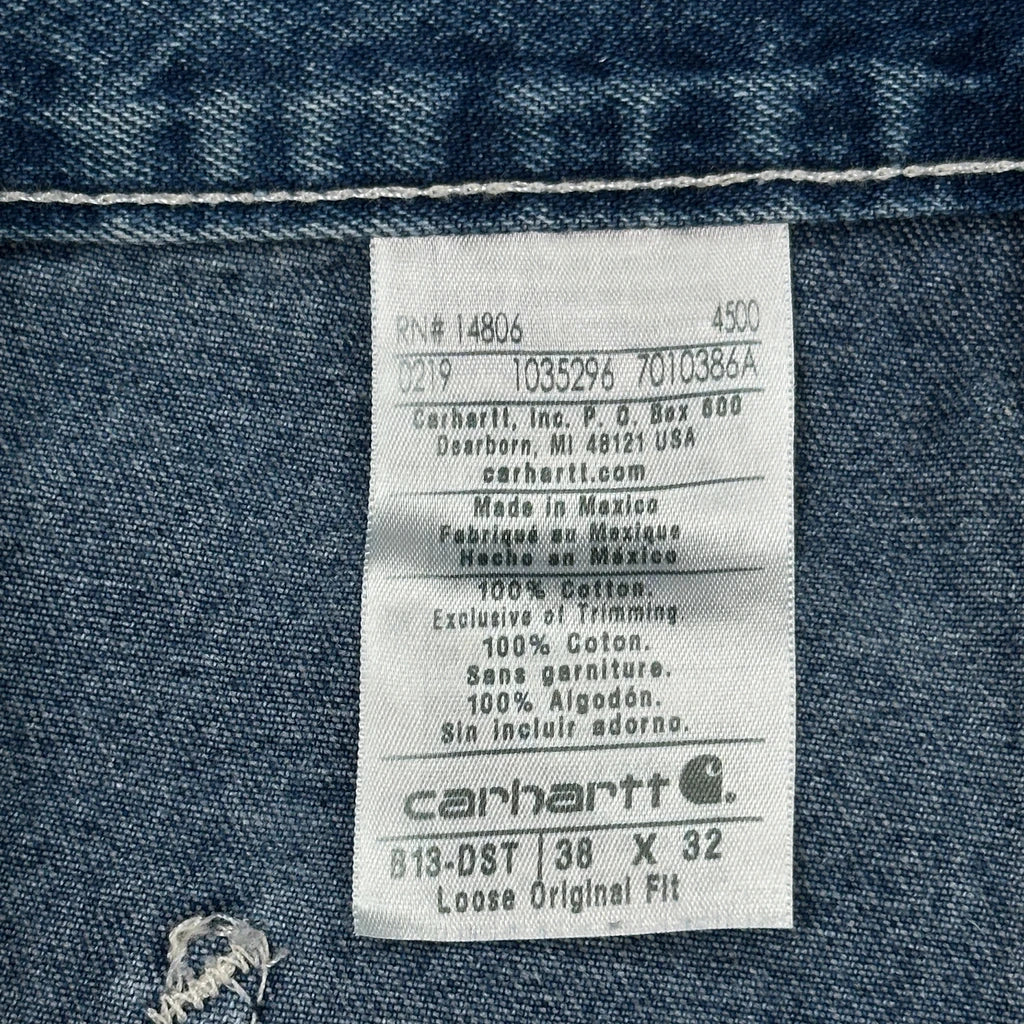 RN# 14806 4500
0219 1035296 7010386A
Carhartt, Inc. P. O. Box 600
Dearborn, MI 48121 USA
carhartt.com
Made in Mexico
Fabriqué au Mexique
Hecho en México
100% Cotton.
Exclusive of Trimming
100% Coton.
Sans garniture.
100% Algodón.
Sin incluir adorno.
carhartt
B13-DST 38 X 32
Loose Original Fit